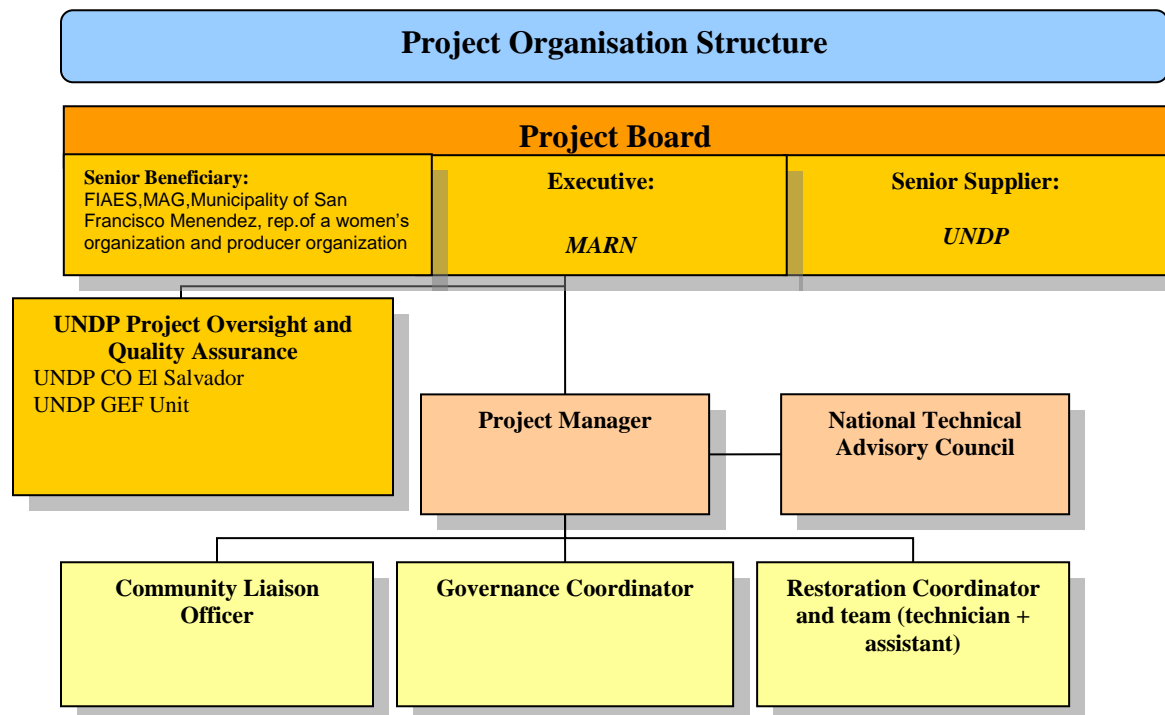 Project Organisation Structure
Project Board
Senior Beneficiary:
FIAES,MAG,Municipality of San
Francisco Menendez, rep.of a women's
organization and producer organization
Executive:
MARN
Senior Supplier:
UNDP
UNDP Project Oversight and
Quality Assurance
UNDP CO El Salvador
UNDP GEF Unit
Project Manager
National Technical
Advisory Council
Community Liaison
Officer
Governance Coordinator
Restoration Coordinator
and team (technician +
assistant)